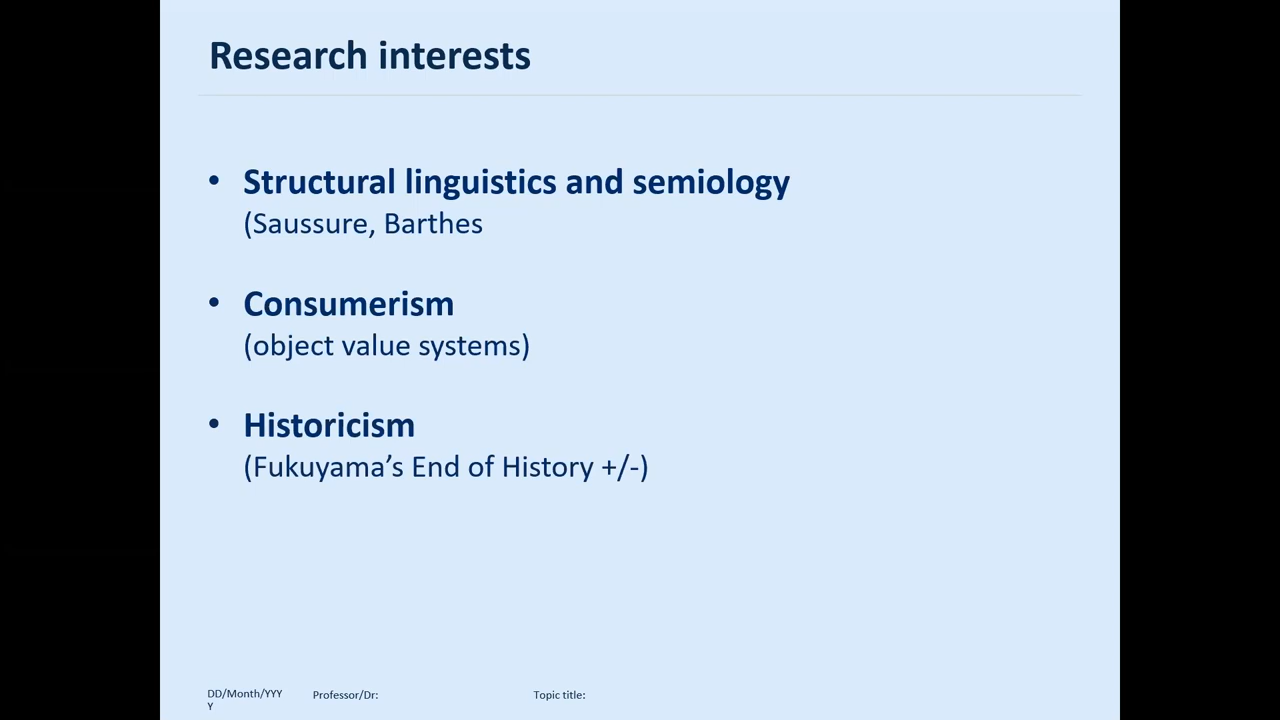 Research interests
• Structural linguistics and semiology
(Saussure, Barthes
• Consumerism
(object value systems)
• Historicism
(Fukuyama’s End of History +/-)
DD/Month/YYY
Y
Professor/Dr:
Topic title: